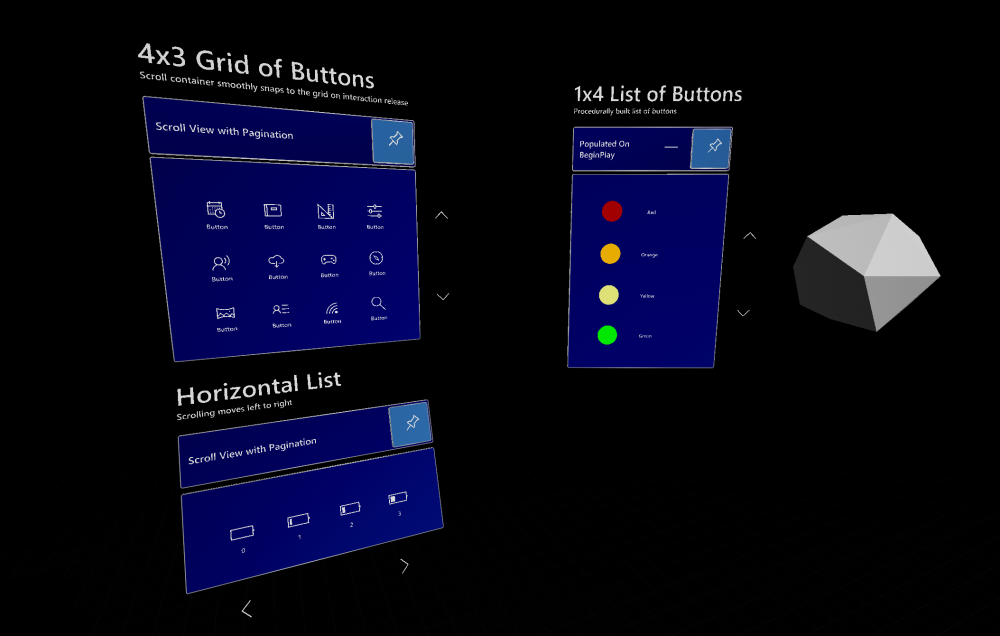 4x3 Grid of Buttons
Scroll container smoothly snaps to the grid on interaction release
Scroll View with Pagination
Button Button Button Button
Button Button Button Button
Button Button Button Button
Horizontal List
Scrolling moves left to right
Scroll View with Pagination
0 1 2 3
1x4 List of Buttons
Procedurally built list of buttons
Populated On
BeginPlay
Red
Orange
Yellow
Green